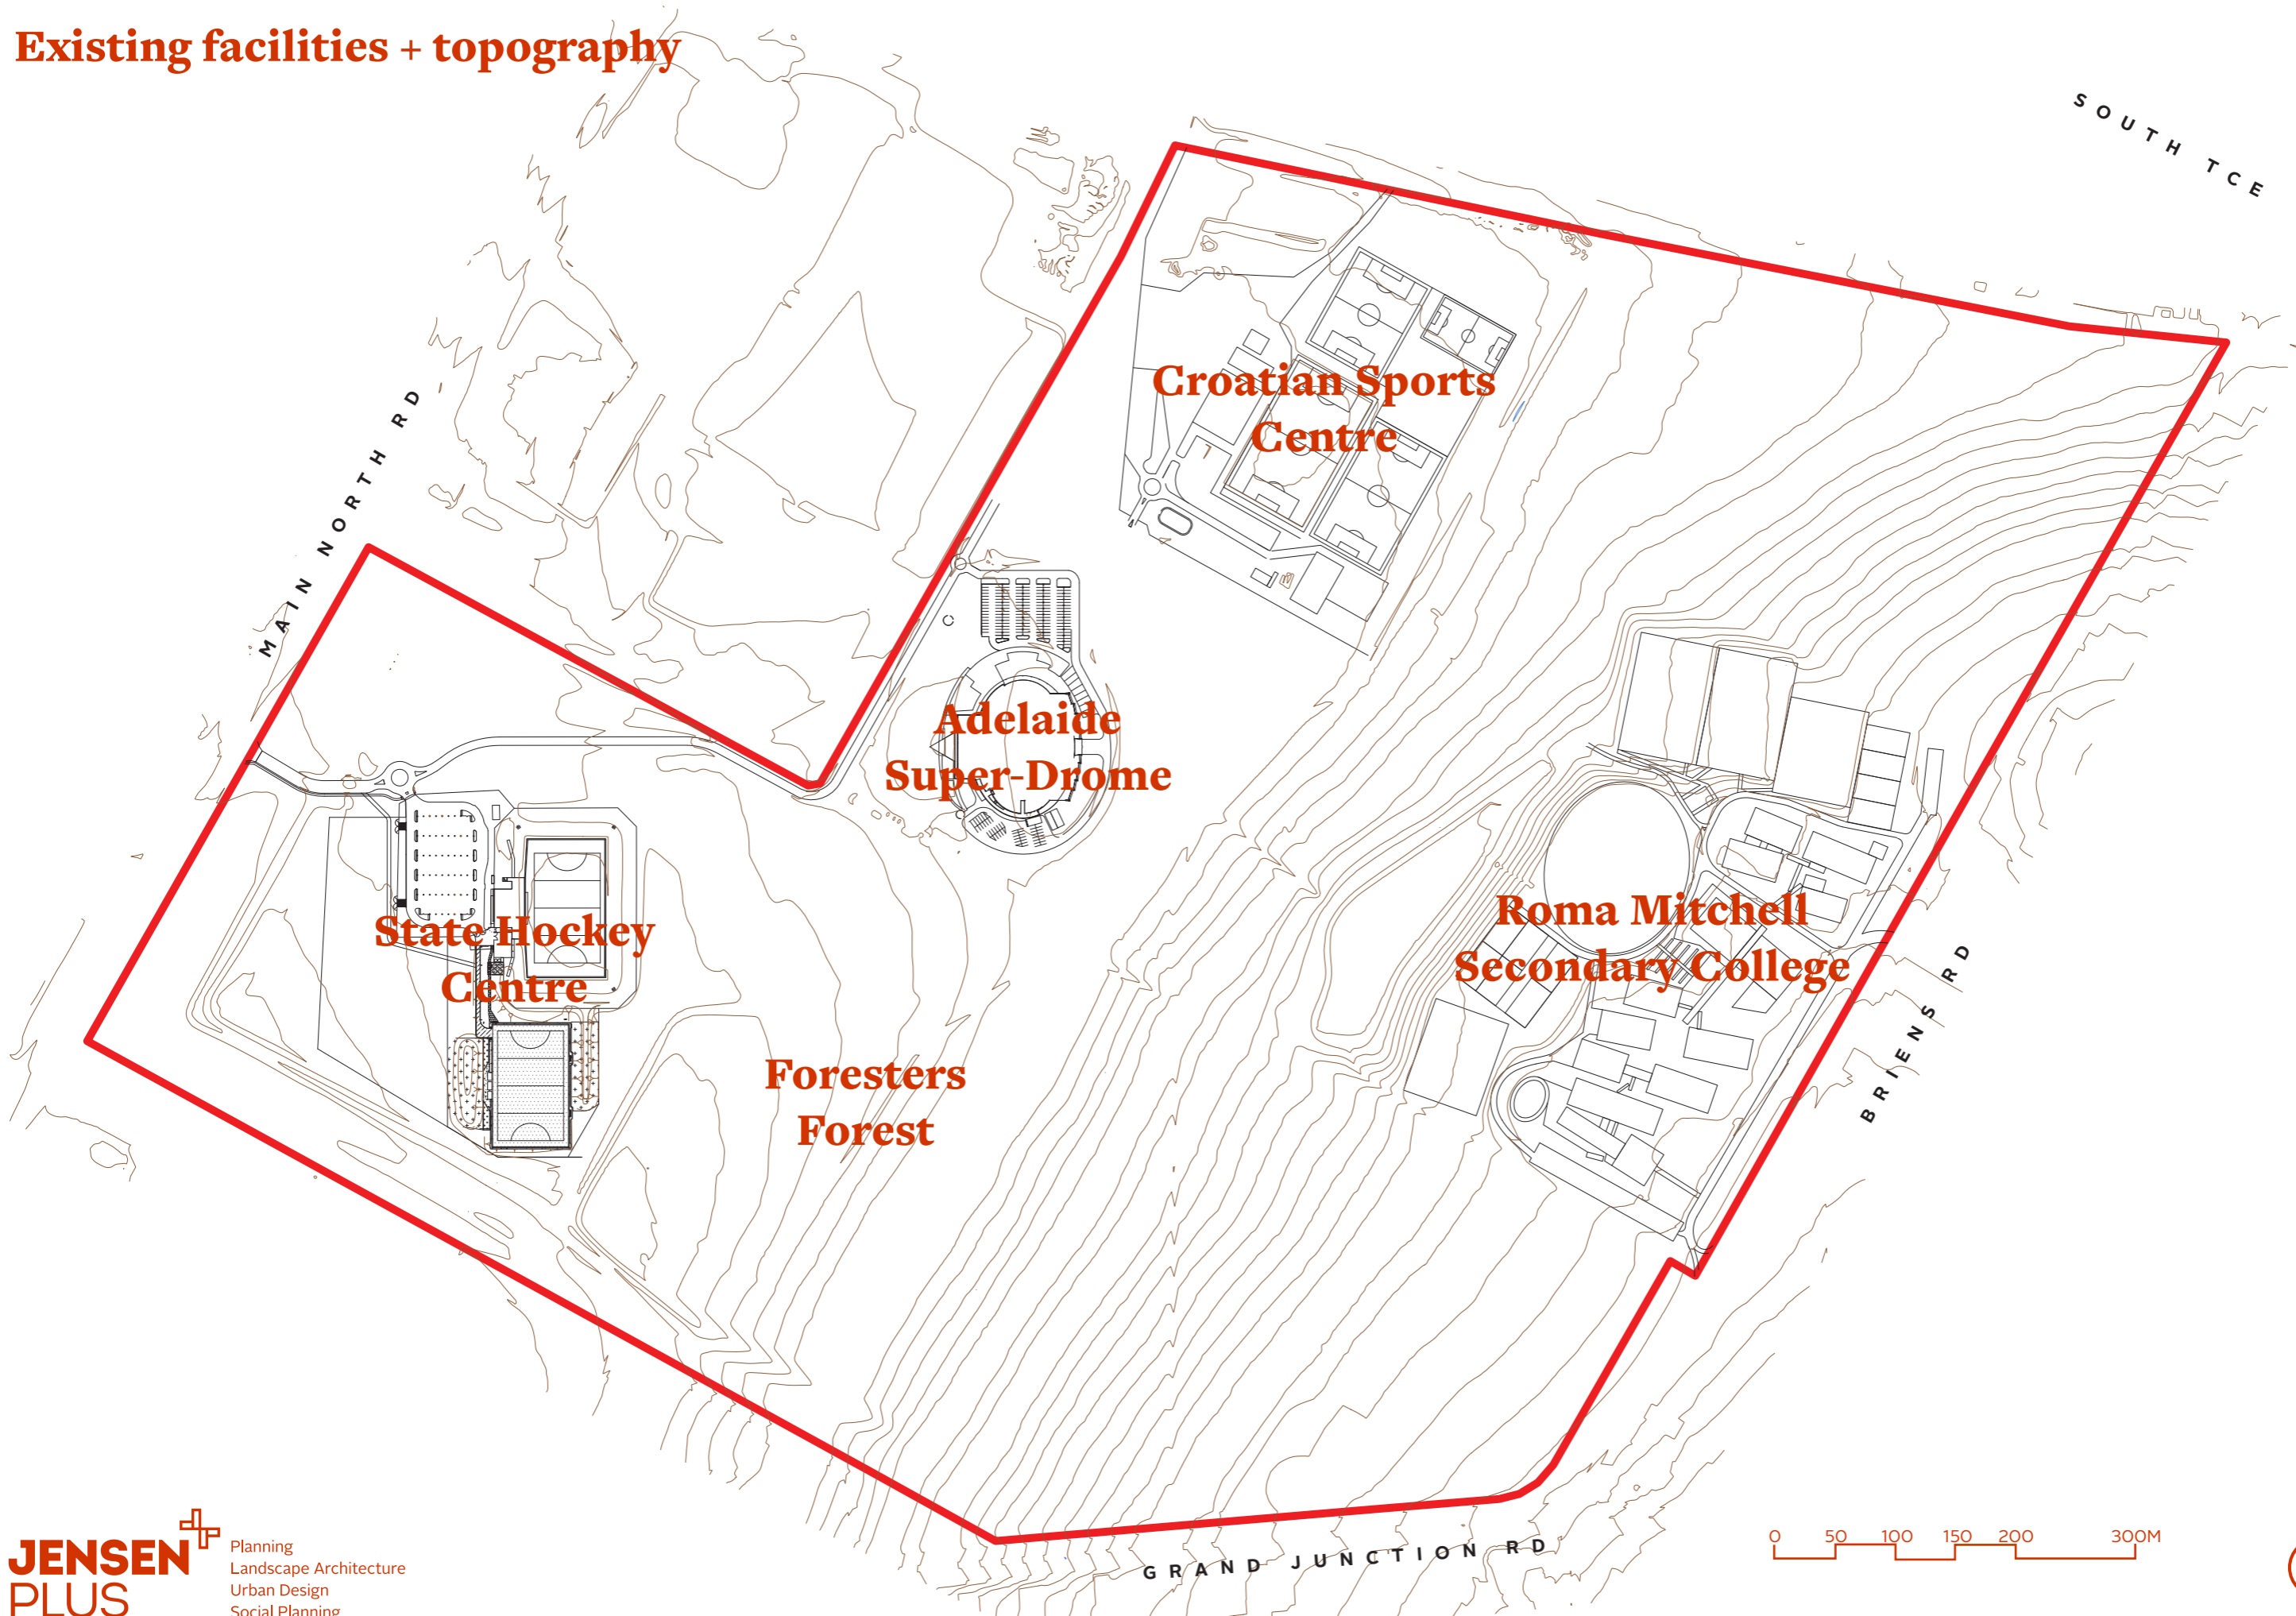 Existing facilities + topography
SOUTH TCE
MAIN NORTH RD
Croatian Sports
Centre
Adelaide
Super-Drome
State Hockey
Centre
Roma Mitchell
Secondary College
Foresters
Forest
BRIENS RD
GRAND JUNCTION RD
0 50 100 150 200 300M
JENSEN
PLUS
Planning
Landscape Architecture
Urban Design
Social Planning